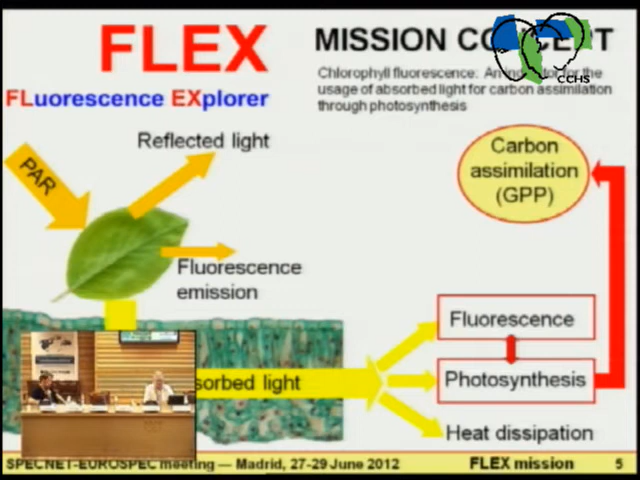 FLEX
FLuorescence EXplorer
MISSION
Chlorophyll fluorescence: An for the
usage of absorbed light for carbon assimilation
through photosynthesis
CCHS
Reflected light
PAR
Carbon
assimilation
(GPP)
Fluorescence
emission
Fluorescence
sorbed light
Photosynthesis
Heat dissipation
SPECNET-EUROSPEC meeting — Madrid, 27-29 June 2012
FLEX mission
5